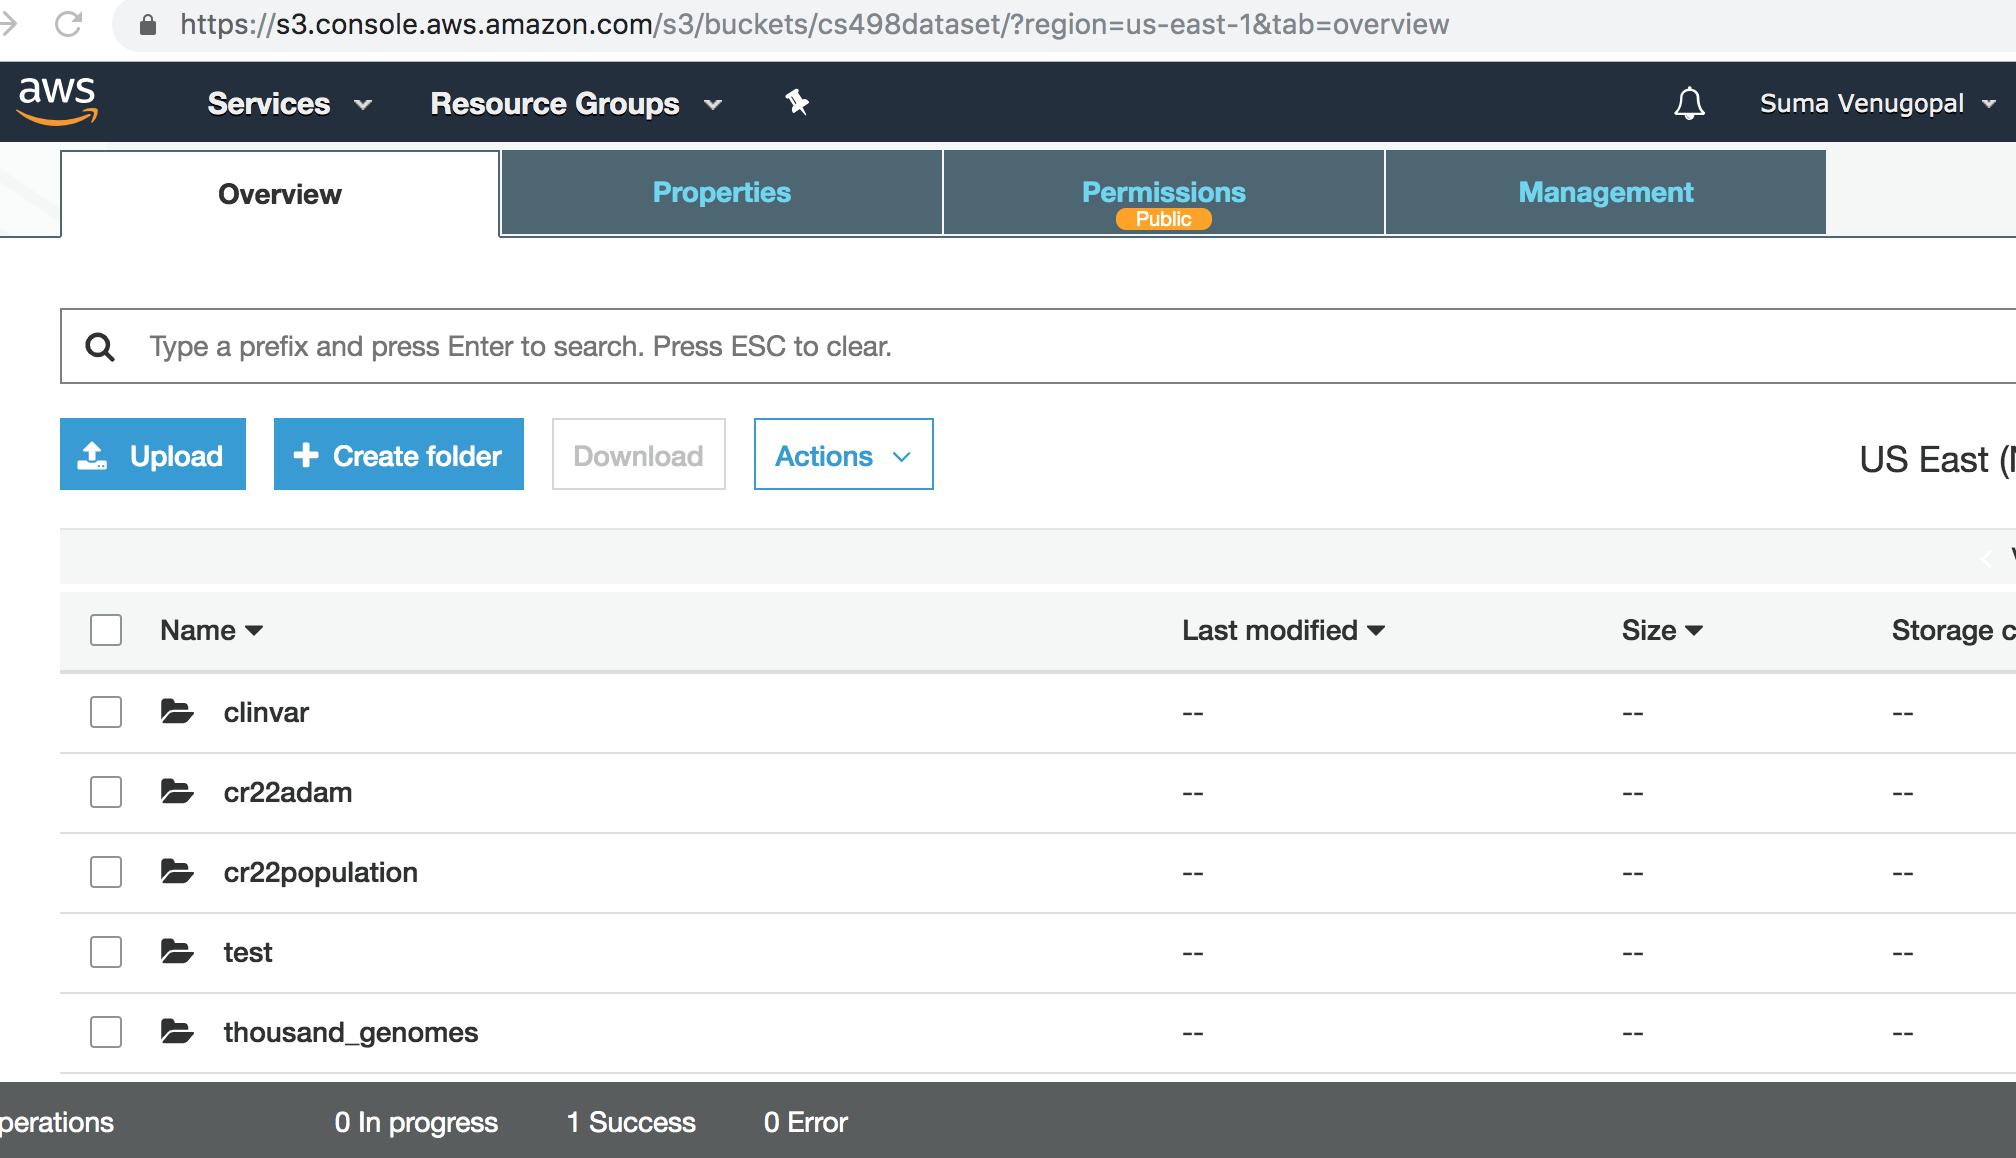 https://s3.console.aws.amazon.com/s3/buckets/cs498dataset/?region=us-east-1&tab=overview
aws Services Resource Groups Suma Venugopal
Overview Properties Permissions Management
Public
Type a prefix and press Enter to search. Press ESC to clear.
Upload Create folder Download Actions US East (
Name Last modified Size Storage c
clinvar -- -- --
cr22adam -- -- --
cr22population -- -- --
test -- -- --
thousand_genomes -- -- --
perations 0 In progress 1 Success 0 Error